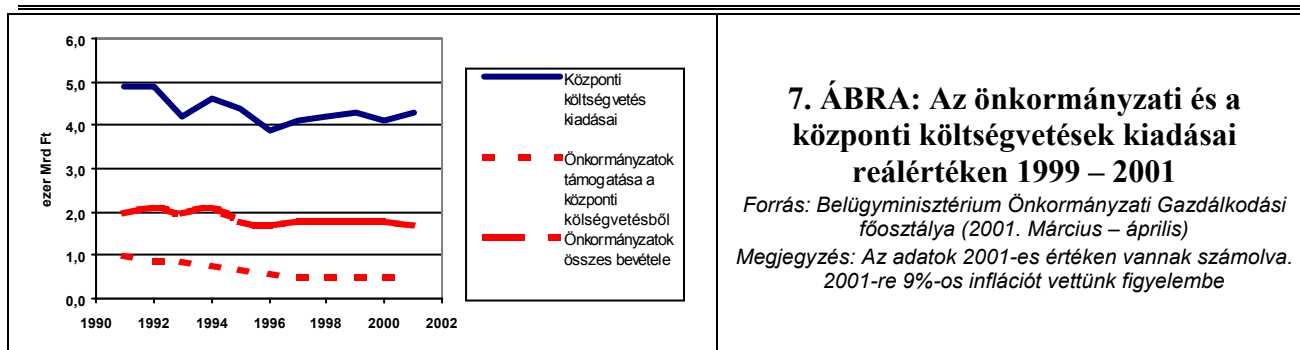 6,0
5,0
4,0
3,0
2,0
1,0
0,0
ezer Mrd Ft
1990 1992 1994 1996 1998 2000 2002
Központi
költségvetés
kiadásai
Önkormányzatok
támogatása a
központi
kölségvetésből
Önkormányzatok
összes bevétele
7. ÁBRA: Az önkormányzati és a
központi költségvetések kiadásai
reálértéken 1999 – 2001
Forrás: Belügyminisztérium Önkormányzati Gazdálkodási
főosztálya (2001. Március – április)
Megjegyzés: Az adatok 2001-es értéken vannak számolva.
2001-re 9%-os inflációt vettünk figyelembe